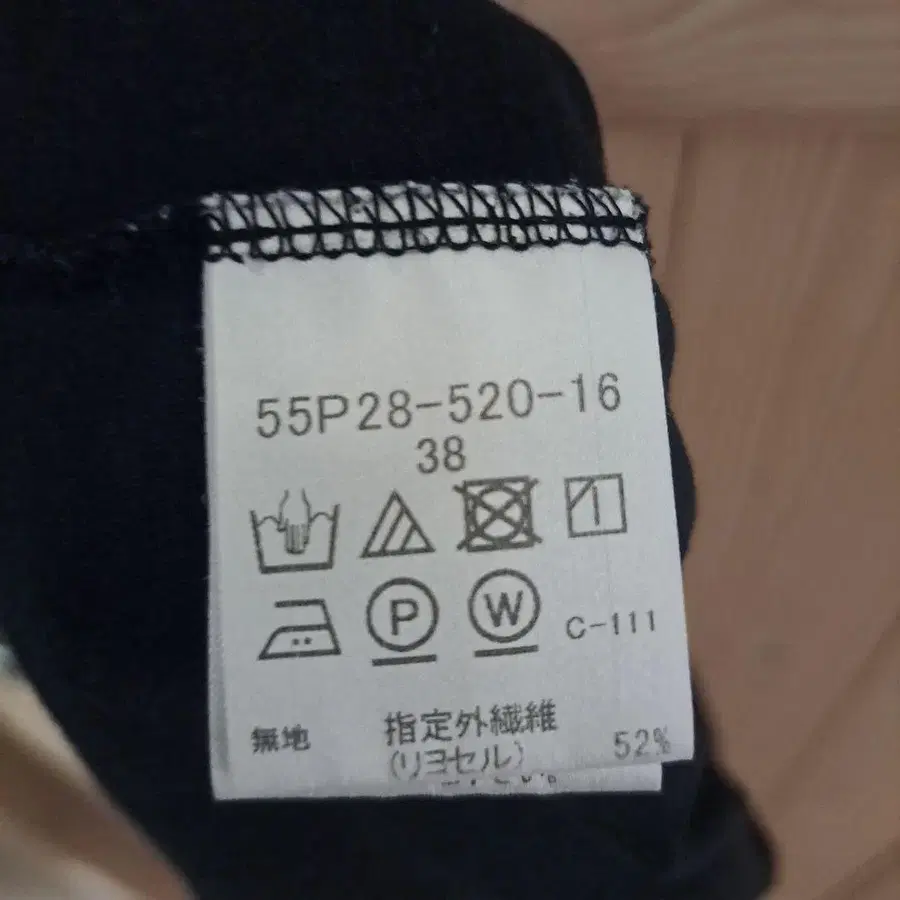 55P28-520-16
38
P W C-111
無地 指定外繊維
(リヨセル) 52%